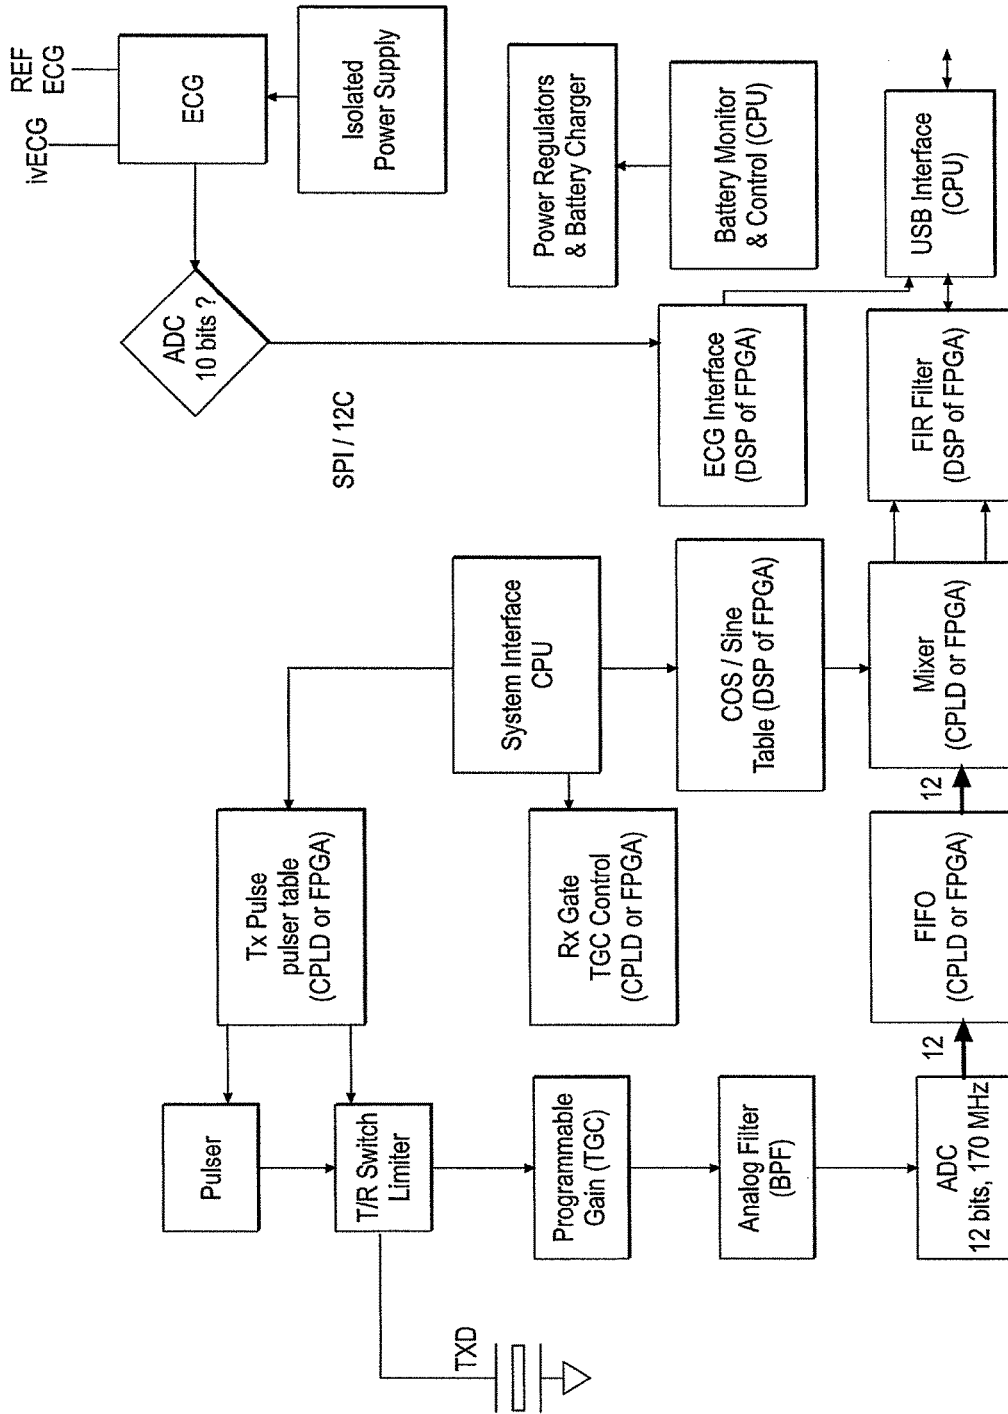 ivECG
REF
ECG
ECG
Isolated
Power Supply
ADC
10 bits ?
SPI / 12C
Power Regulators
& Battery Charger
Battery Monitor
& Control (CPU)
ECG Interface
(DSP of FPGA)
USB Interface
(CPU)
System Interface
CPU
Tx Pulse
pulser table
(CPLD or FPGA)
Pulser
T/R Switch
Limiter
TXD
Rx Gate
TGC Control
(CPLD or FPGA)
COS / Sine
Table (DSP of FPGA)
Programmable
Gain (TGC)
Analog Filter
(BPF)
ADC
12 bits, 170 MHz
12
FIFO
(CPLD or FPGA)
12
Mixer
(CPLD or FPGA)
FIR Filter
(DSP of FPGA)